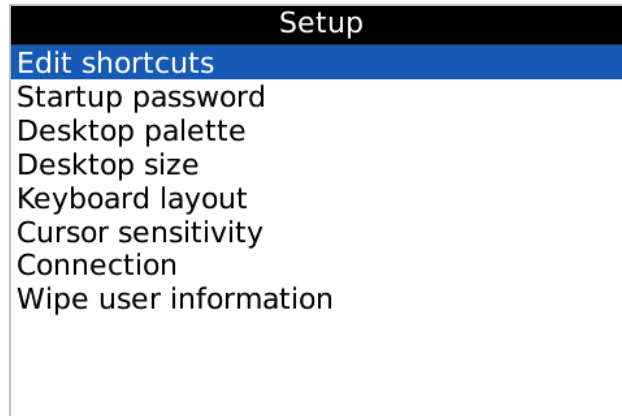 Setup
Edit shortcuts
Startup password
Desktop palette
Desktop size
Keyboard layout
Cursor sensitivity
Connection
Wipe user information